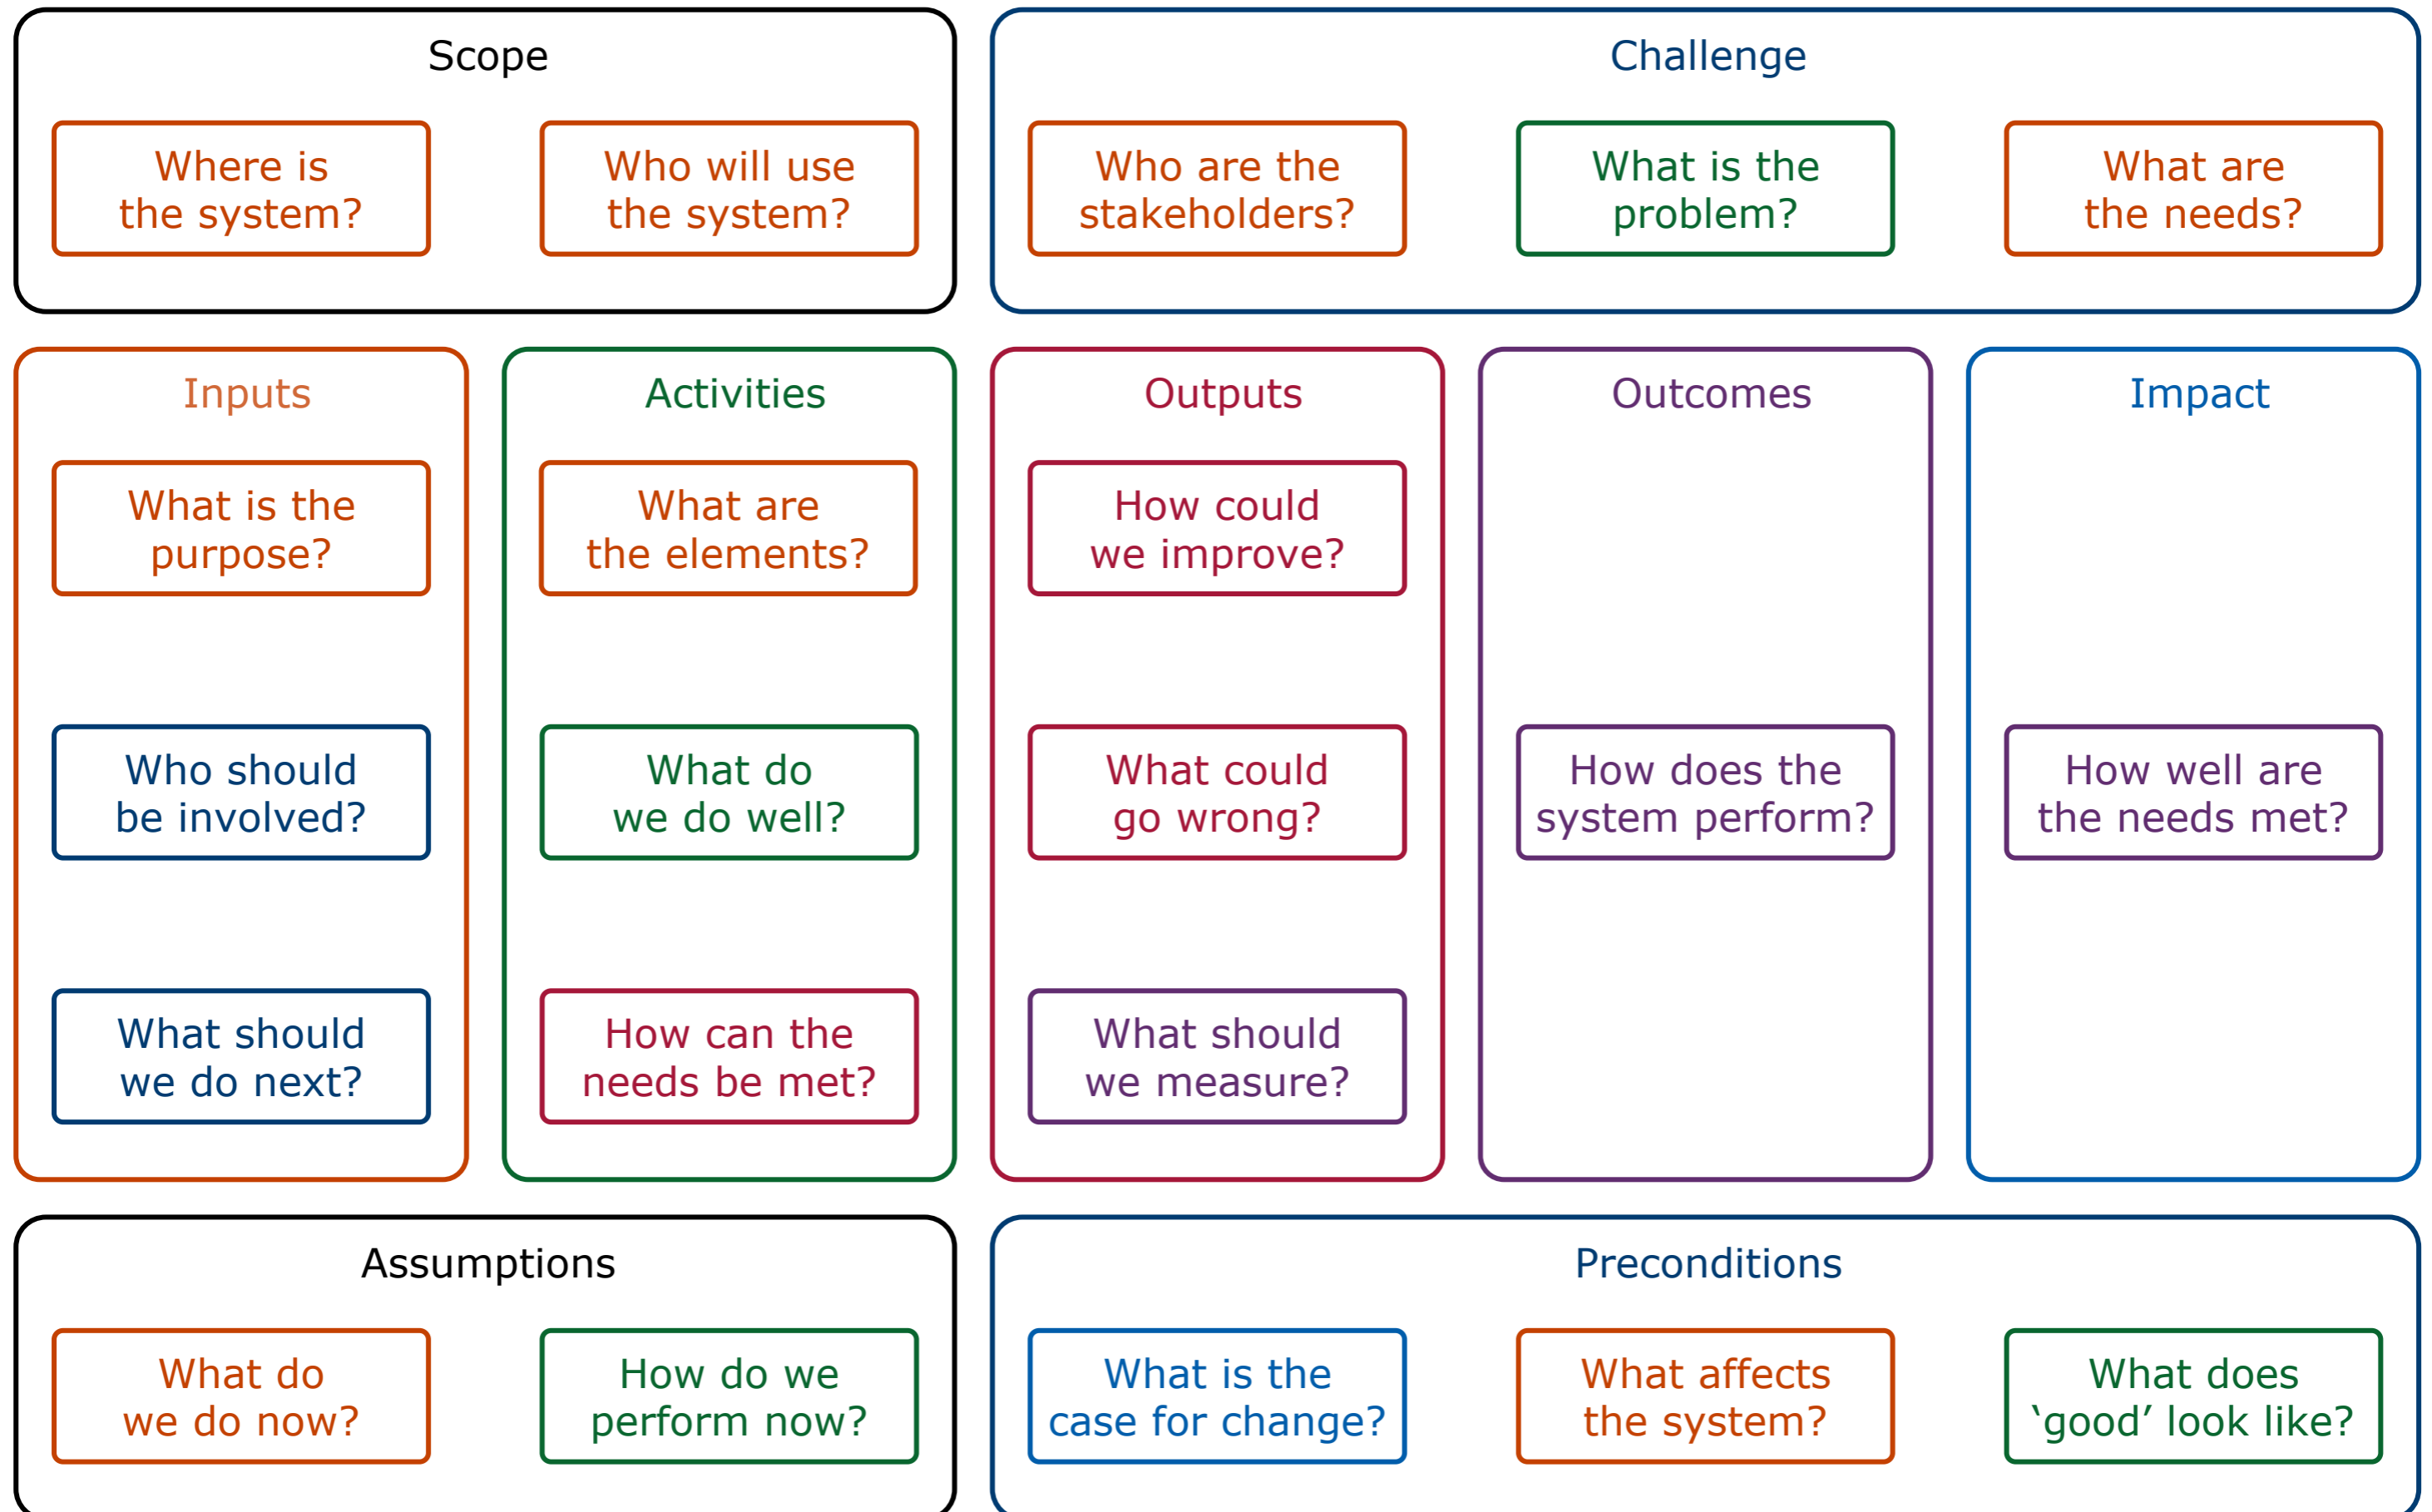 Scope
Where is
the system?
Who will use
the system?
Challenge
Who are the
stakeholders?
What is the
problem?
What are
the needs?
Inputs
What is the
purpose?
Who should
be involved?
What should
we do next?
Activities
What are
the elements?
What do
we do well?
How can the
needs be met?
Outputs
How could
we improve?
What could
go wrong?
What should
we measure?
Outcomes
How does the
system perform?
Impact
How well are
the needs met?
Assumptions
What do
we do now?
How do we
perform now?
Preconditions
What is the
case for change?
What affects
the system?
What does
‘good’ look like?